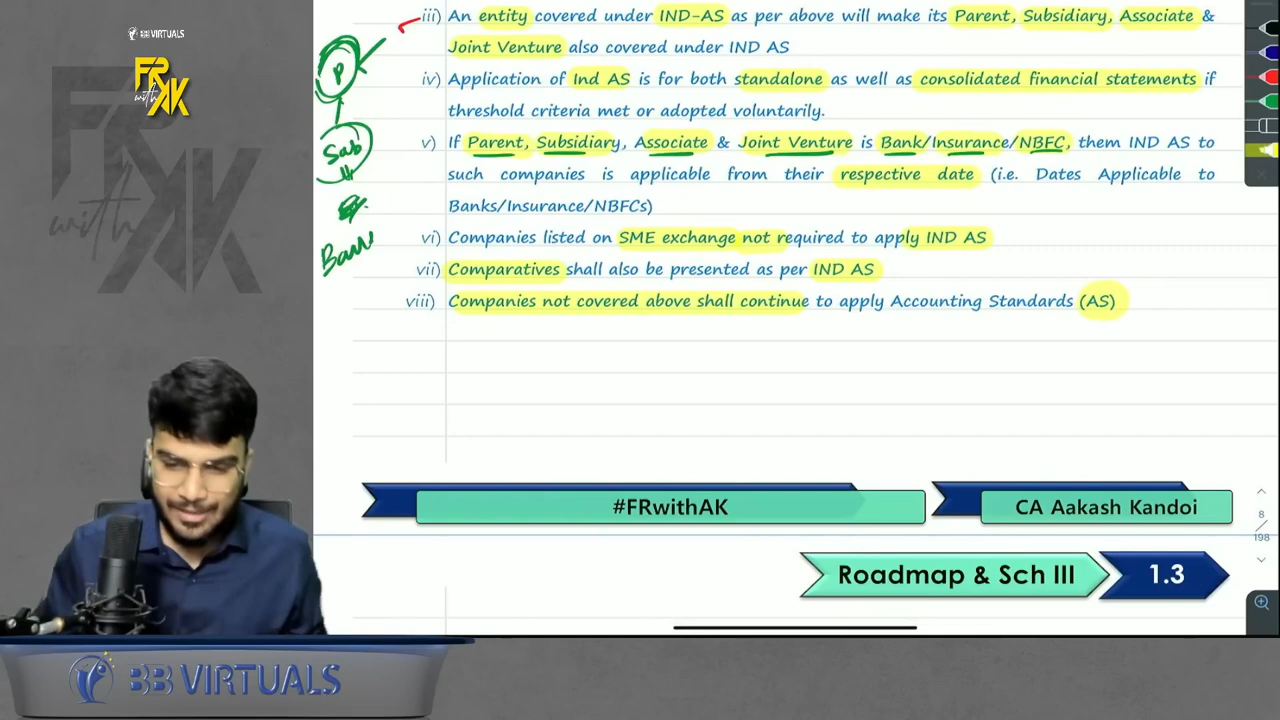 BB VIRTUALS
FR
with
AK
FR
with
AK
iii) An entity covered under IND-AS as per above will make its Parent, Subsidiary, Associate &
Joint Venture also covered under IND AS
P
iv) Application of Ind AS is for both standalone as well as consolidated financial statements if
threshold criteria met or adopted voluntarily.
Sub
v) If Parent, Subsidiary, Associate & Joint Venture is Bank/Insurance/NBFC, them IND AS to
such companies is applicable from their respective date (i.e. Dates Applicable to
Banks/Insurance/NBFCs)
vi) Companies listed on SME exchange not required to apply IND AS
vii) Comparatives shall also be presented as per IND AS
viii) Companies not covered above shall continue to apply Accounting Standards (AS)
#FRwithAK
CA Aakash Kandoi
8
198
Roadmap & Sch III
1.3
BB VIRTUALS